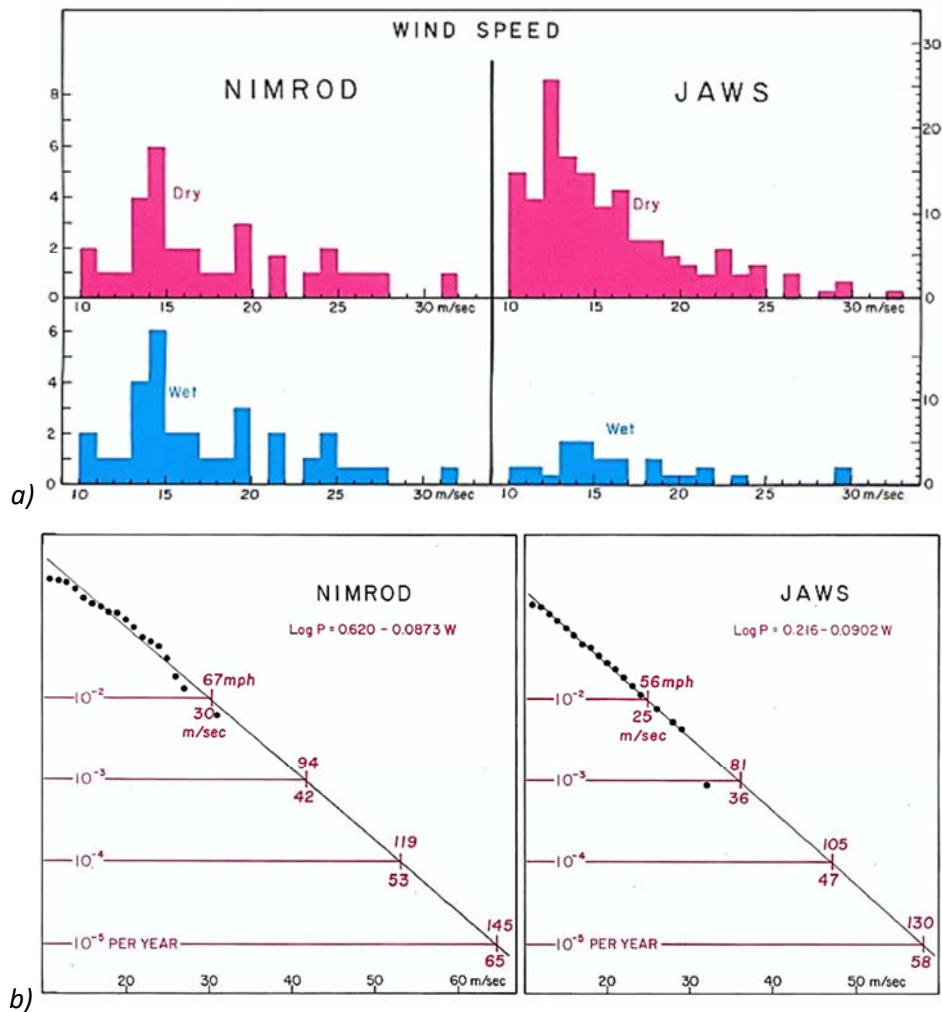 WIND SPEED
NIMROD
JAWS
30
8
6
4
2
0
Dry
10 15 20 25 30 m/sec
Dry
20
10
0
10 15 20 25 30 m/sec
6
4
2
0
Wet
10 15 20 25 30 m/sec
Wet
10
0
10 15 20 25 30 m/sec
a)
NIMROD
Log P = 0.620 – 0.0873 W
67mph
10⁻²
30
m/sec
94
10⁻³
42
119
10⁻⁴
53
145
10⁻⁵ PER YEAR
65
20 30 40 50 60 m/sec
JAWS
Log P = 0.216 – 0.0902 W
56mph
10⁻²
25
m/sec
81
10⁻³
36
105
10⁻⁴
47
130
10⁻⁵ PER YEAR
58
20 30 40 50 m/sec
b)